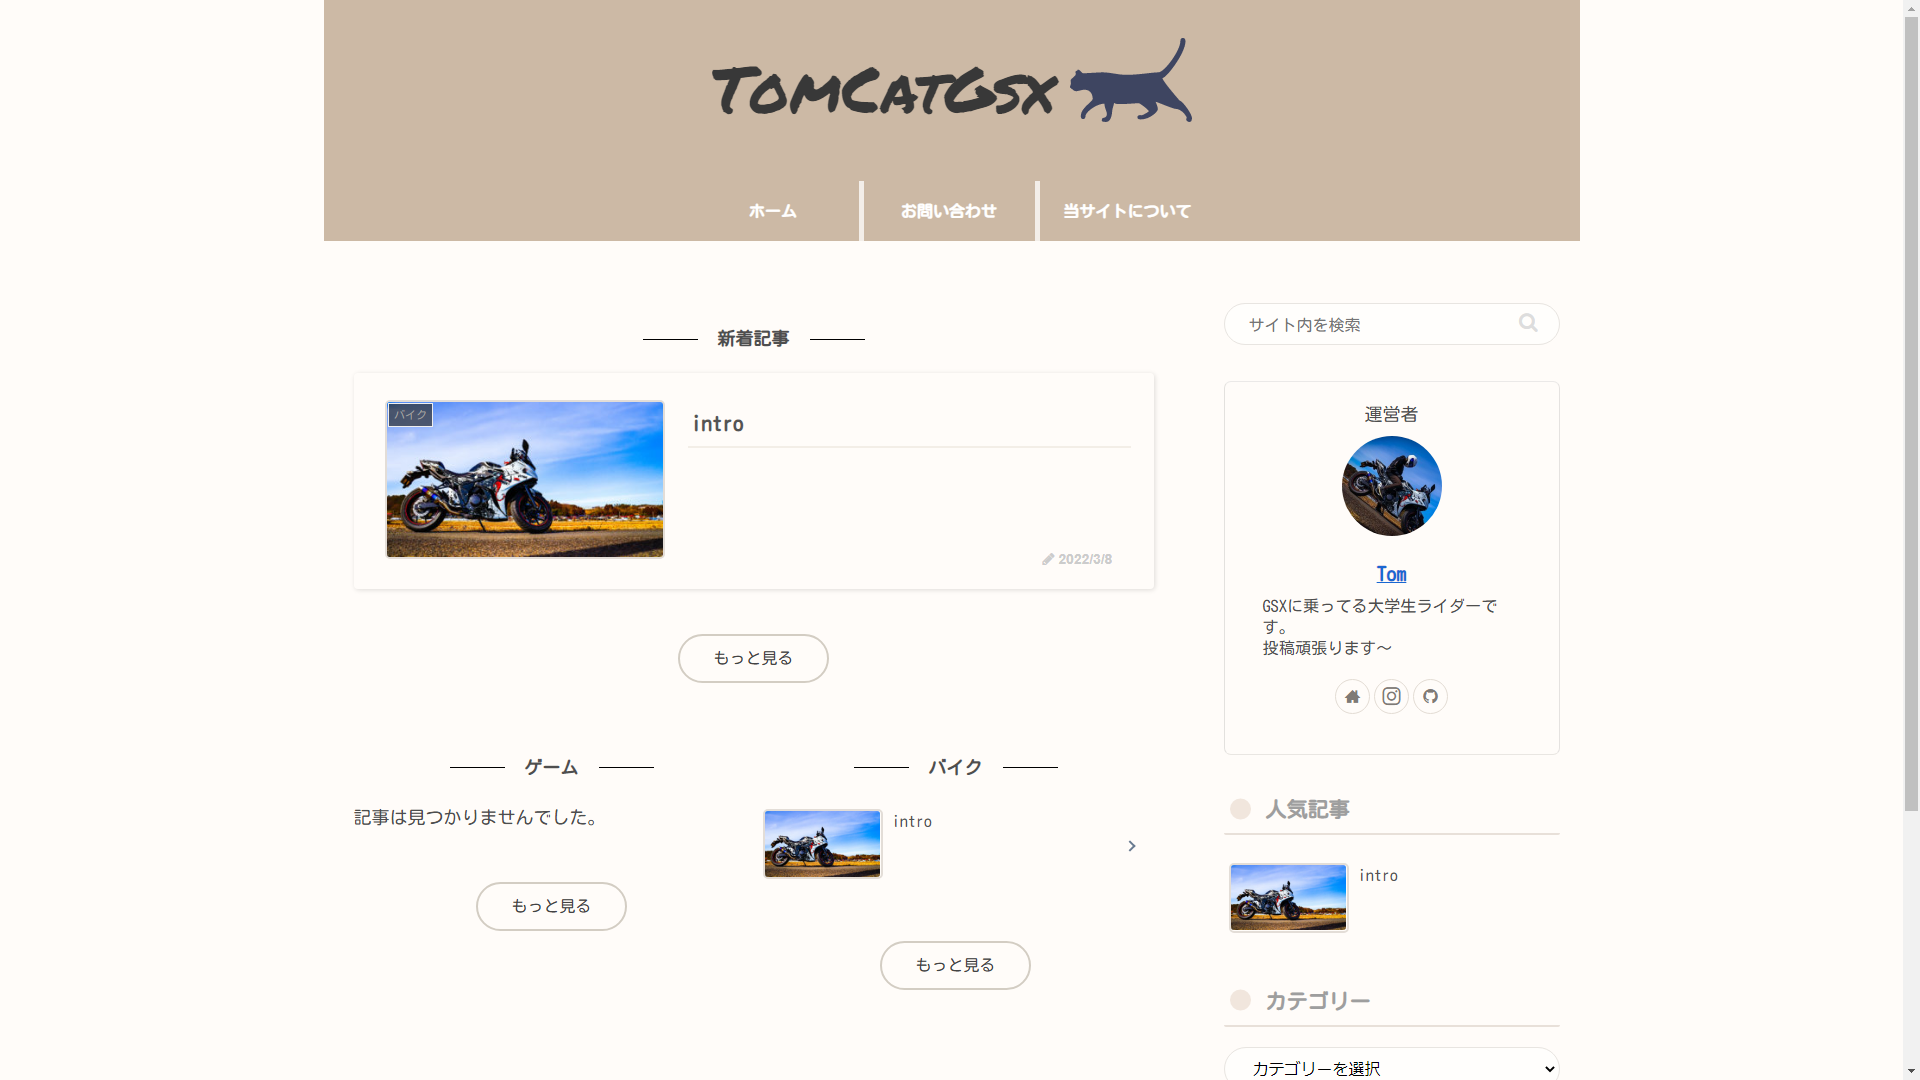 TomCatGsx
ホーム
お問い合わせ
当サイトについて
サイト内を検索
新着記事
バイク
intro
2022/3/8
もっと見る
ゲーム
記事は見つかりませんでした。
もっと見る
バイク
intro
もっと見る
運営者
Tom
GSXに乗ってる大学生ライダーで
す。
投稿頑張ります～
人気記事
intro
カテゴリー
カテゴリーを選択